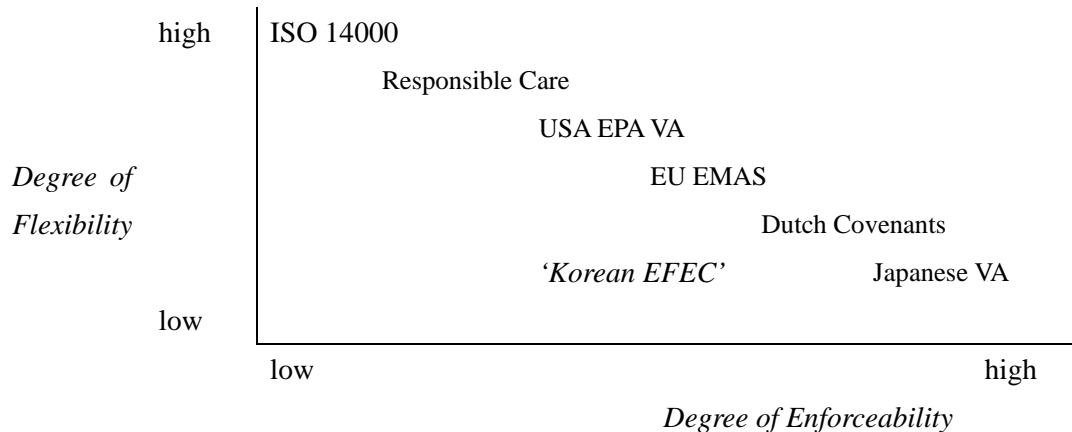 high ISO 14000
Responsible Care
USA EPA VA
Degree of EU EMAS
Flexibility Dutch Covenants
‘Korean EFEC’ Japanese VA
low
low high
Degree of Enforceability